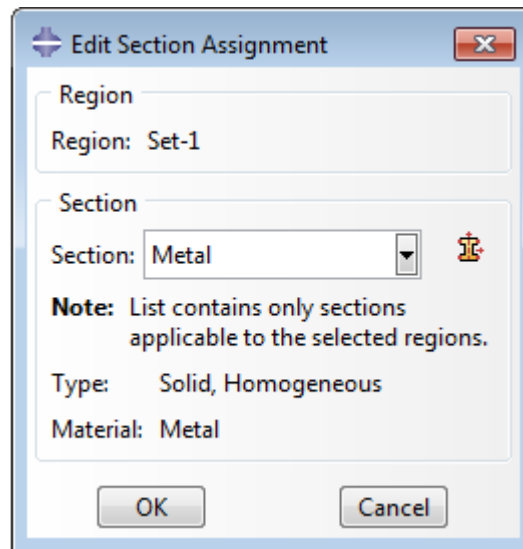 Edit Section Assignment
Region
Region: Set-1
Section
Section: Metal
Note: List contains only sections
applicable to the selected regions.
Type: Solid, Homogeneous
Material: Metal
OK Cancel